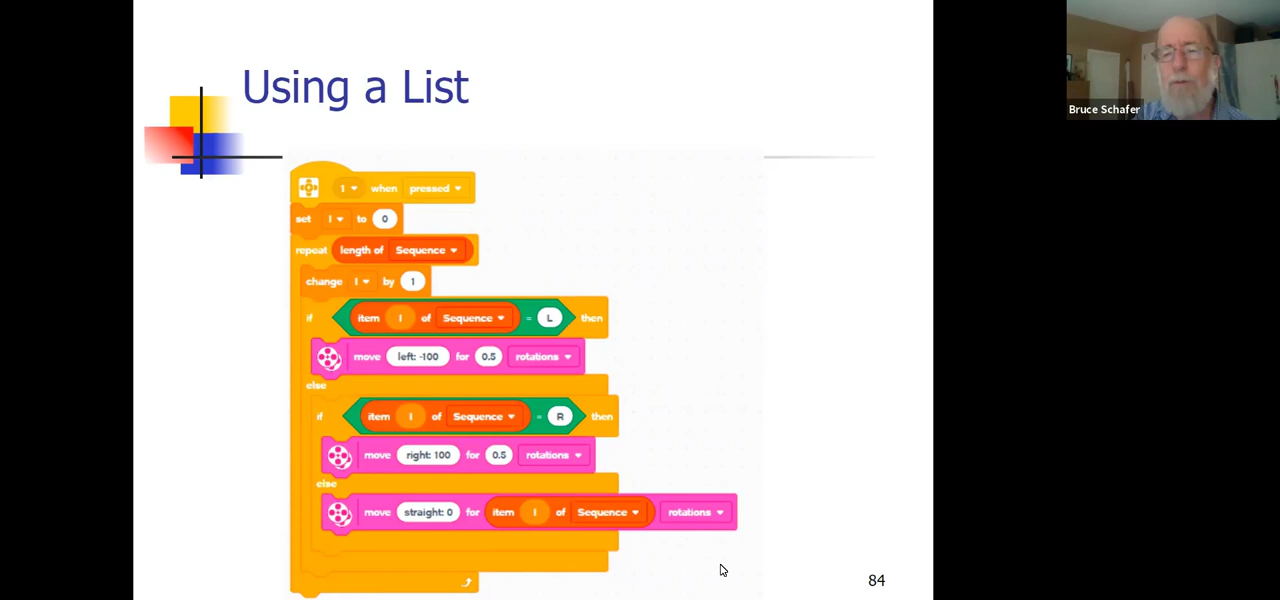 Using a List
Bruce Schafer
1 when pressed
set I to 0
repeat length of Sequence
change I by 1
if item I of Sequence = L then
move left: -100 for 0.5 rotations
else
if item I of Sequence = R then
move right: 100 for 0.5 rotations
else
move straight: 0 for item I of Sequence rotations
84